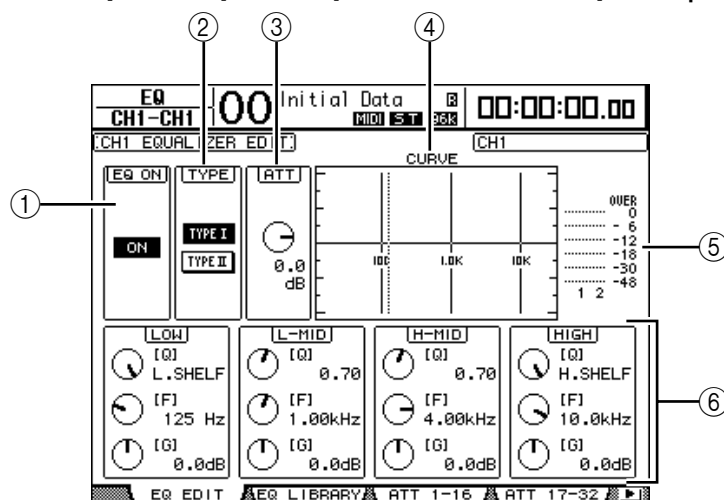 ② ③ ④
EQ
CH1-CH1
00
Initial Data
R
MIDI ST 96k
00:00:00.00
CH1 EQUALIZER EDIT
CH1
CURVE
①
EQ ON
TYPE
ATT
ON
TYPE I
TYPE II
0.0
dB
100 1.0K 10K
OVER
0
-6
-12
-18
-30
-48
1 2
⑤
LOW
[Q]
L.SHELF
[F]
125 Hz
[G]
0.0dB
L-MID
[Q]
0.70
[F]
1.00kHz
[G]
0.0dB
H-MID
[Q]
0.70
[F]
4.00kHz
[G]
0.0dB
HIGH
[Q]
H.SHELF
[F]
10.0kHz
[G]
0.0dB
⑥
EQ EDIT EQ LIBRARY ATT 1-16 ATT 17-32